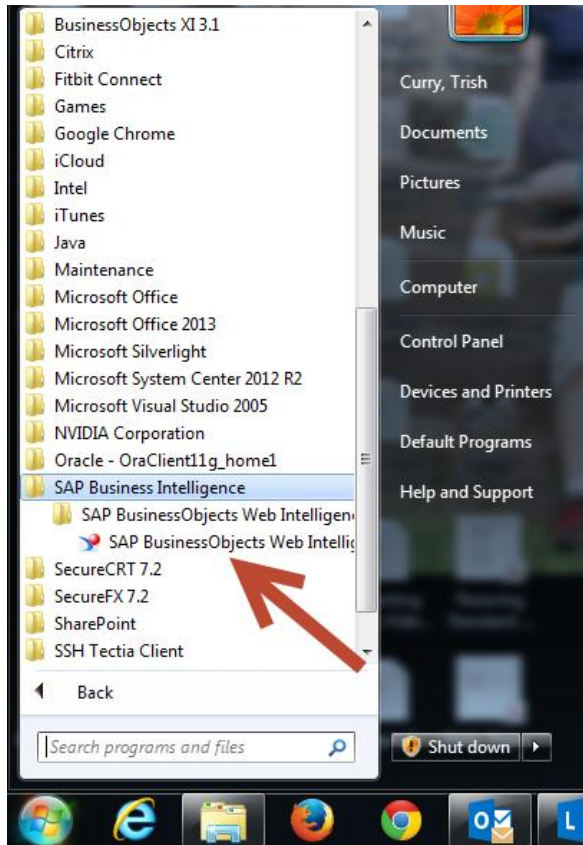 BusinessObjects XI 3.1
Citrix
Fitbit Connect
Games
Google Chrome
iCloud
Intel
iTunes
Java
Maintenance
Microsoft Office
Microsoft Office 2013
Microsoft Silverlight
Microsoft System Center 2012 R2
Microsoft Visual Studio 2005
NVIDIA Corporation
Oracle - OraClient11g_home1
SAP Business Intelligence
SAP BusinessObjects Web Intelligen
SAP BusinessObjects Web Intellig
SecureCRT 7.2
SecureFX 7.2
SharePoint
SSH Tectia Client
Back
Search programs and files
Curry, Trish
Documents
Pictures
Music
Computer
Control Panel
Devices and Printers
Default Programs
Help and Support
Shut down
L